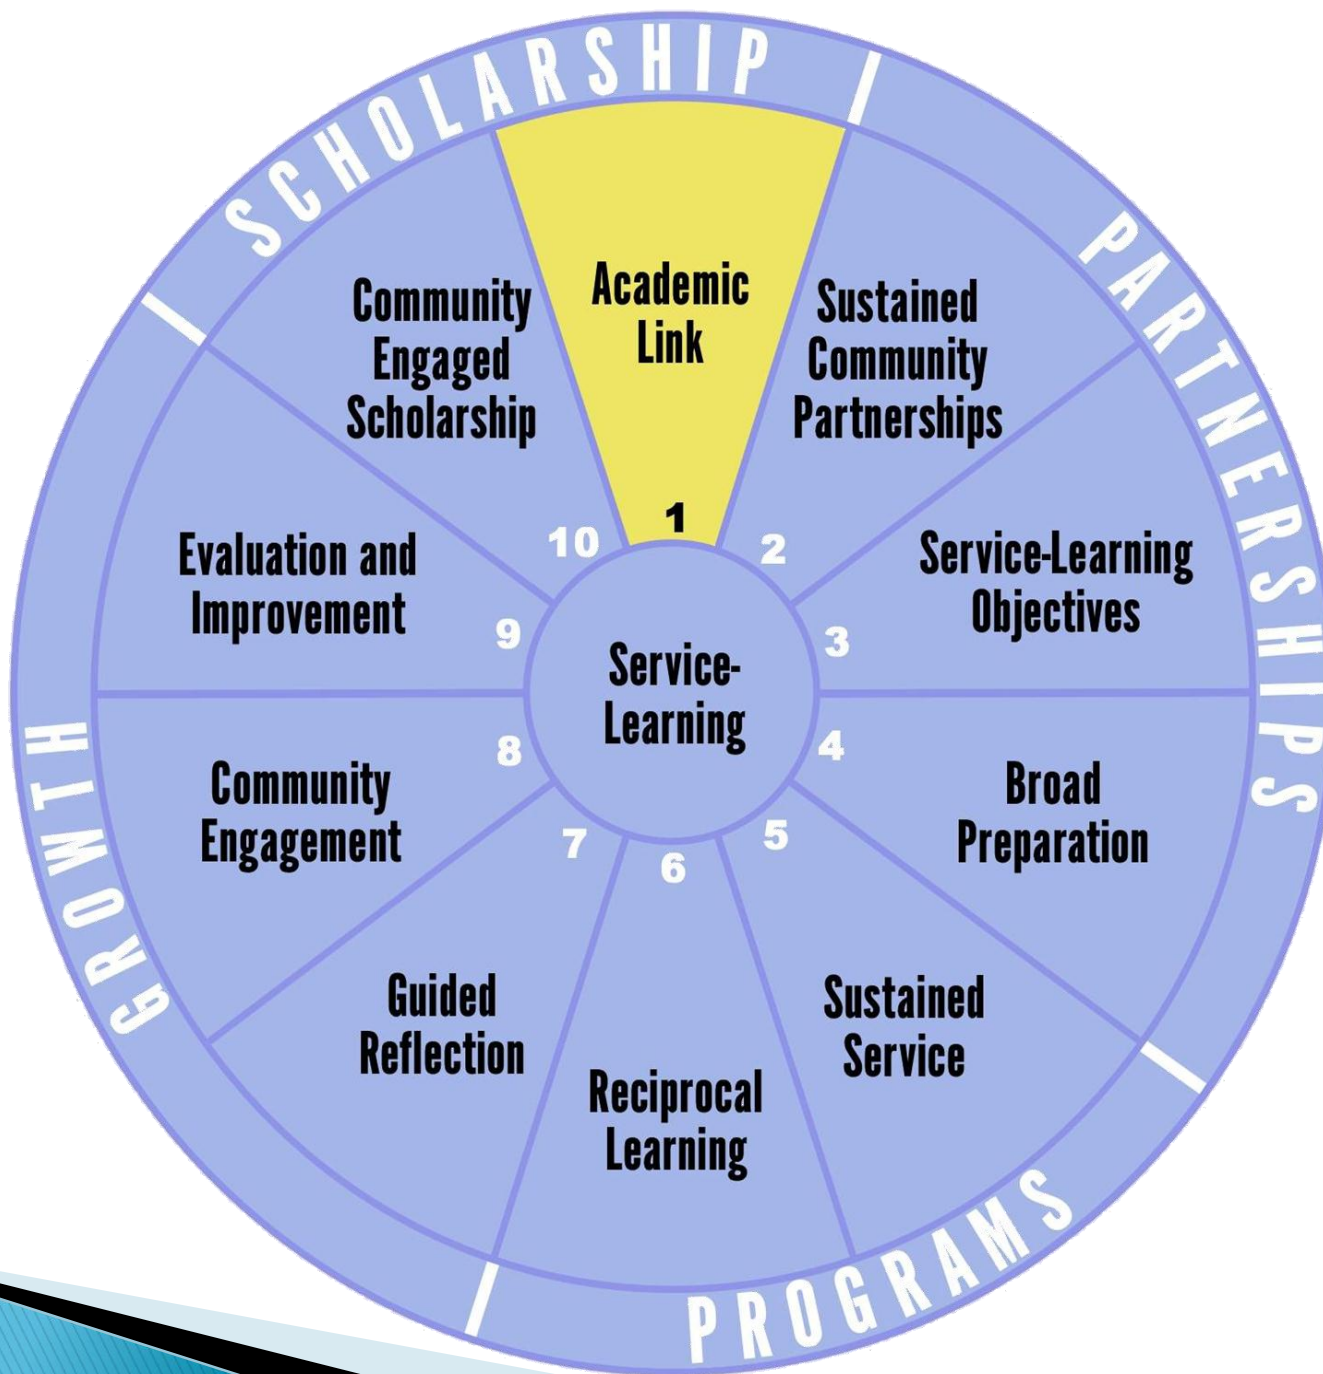 SCHOLARSHIP
PARTNERSHIPS
PROGRAMS
GROWTH
Academic
Link
1
Sustained
Community
Partnerships
2
Service-Learning
Objectives
3
Broad
Preparation
4
Sustained
Service
5
Reciprocal
Learning
6
Guided
Reflection
7
Community
Engagement
8
Evaluation and
Improvement
9
Community
Engaged
Scholarship
10
Service-
Learning